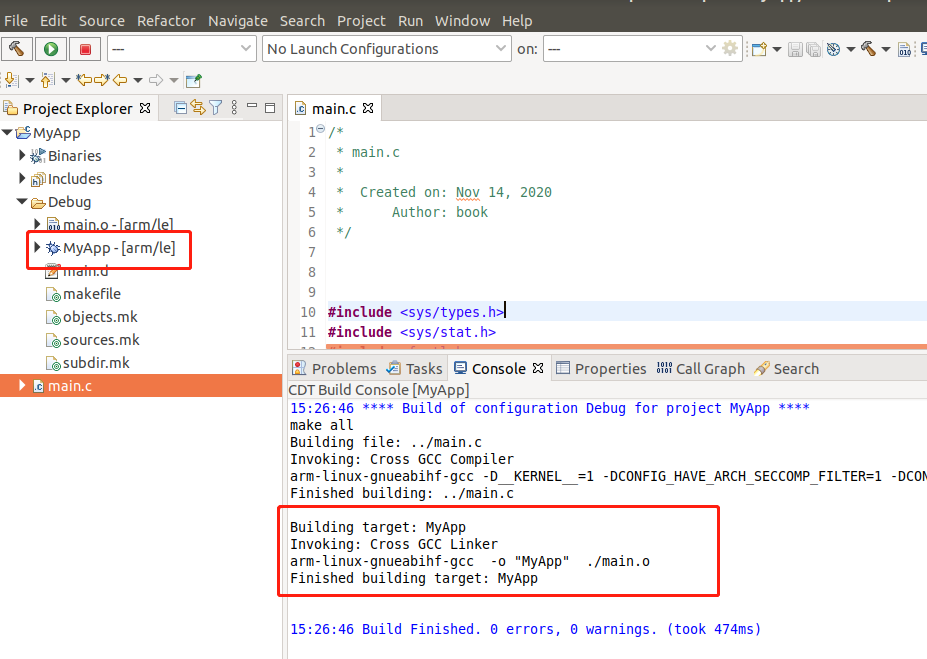 File Edit Source Refactor Navigate Search Project Run Window Help
--- No Launch Configurations on: ---
010
Project Explorer
main.c
MyApp
Binaries
Includes
Debug
main.o - [arm/le]
MyApp - [arm/le]
main.d
makefile
objects.mk
sources.mk
subdir.mk
main.c
1 /*
2 * main.c
3 *
4 * Created on: Nov 14, 2020
5 * Author: book
6 */
7
8
9
10 #include <sys/types.h>
11 #include <sys/stat.h>
Problems Tasks Console Properties Call Graph Search
CDT Build Console [MyApp]
15:26:46 **** Build of configuration Debug for project MyApp ****
make all
Building file: ../main.c
Invoking: Cross GCC Compiler
arm-linux-gnueabihf-gcc -D__KERNEL__=1 -DCONFIG_HAVE_ARCH_SECCOMP_FILTER=1 -DCON
Finished building: ../main.c
Building target: MyApp
Invoking: Cross GCC Linker
arm-linux-gnueabihf-gcc  -o "MyApp"  ./main.o
Finished building target: MyApp
15:26:46 Build Finished. 0 errors, 0 warnings. (took 474ms)